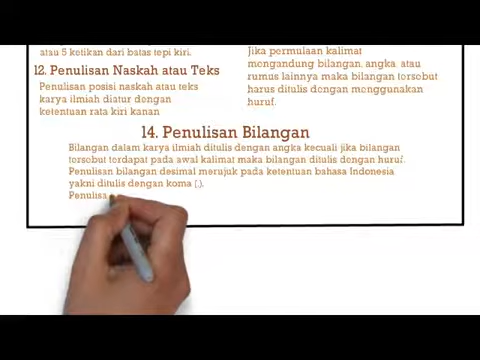 atau 5 ketikan dari batas tepi kiri.
12. Penulisan Naskah atau Teks
Penulisan posisi naskah atau teks
karya ilmiah diatur dengan
ketentuan rata kiri kanan
Jika permulaan kalimat
mengandung bilangan, angka, atau
rumus lainnya maka bilangan tersebut
harus ditulis dengan menggunakan
huruf.
14. Penulisan Bilangan
Bilangan dalam karya ilmiah ditulis dengan angka kecuali jika bilangan
tersebut terdapat pada awal kalimat maka bilangan ditulis dengan huruf.
Penulisan bilangan desimal merujuk pada ketentuan bahasa Indonesia
yakni ditulis dengan koma (,).
Penulisa